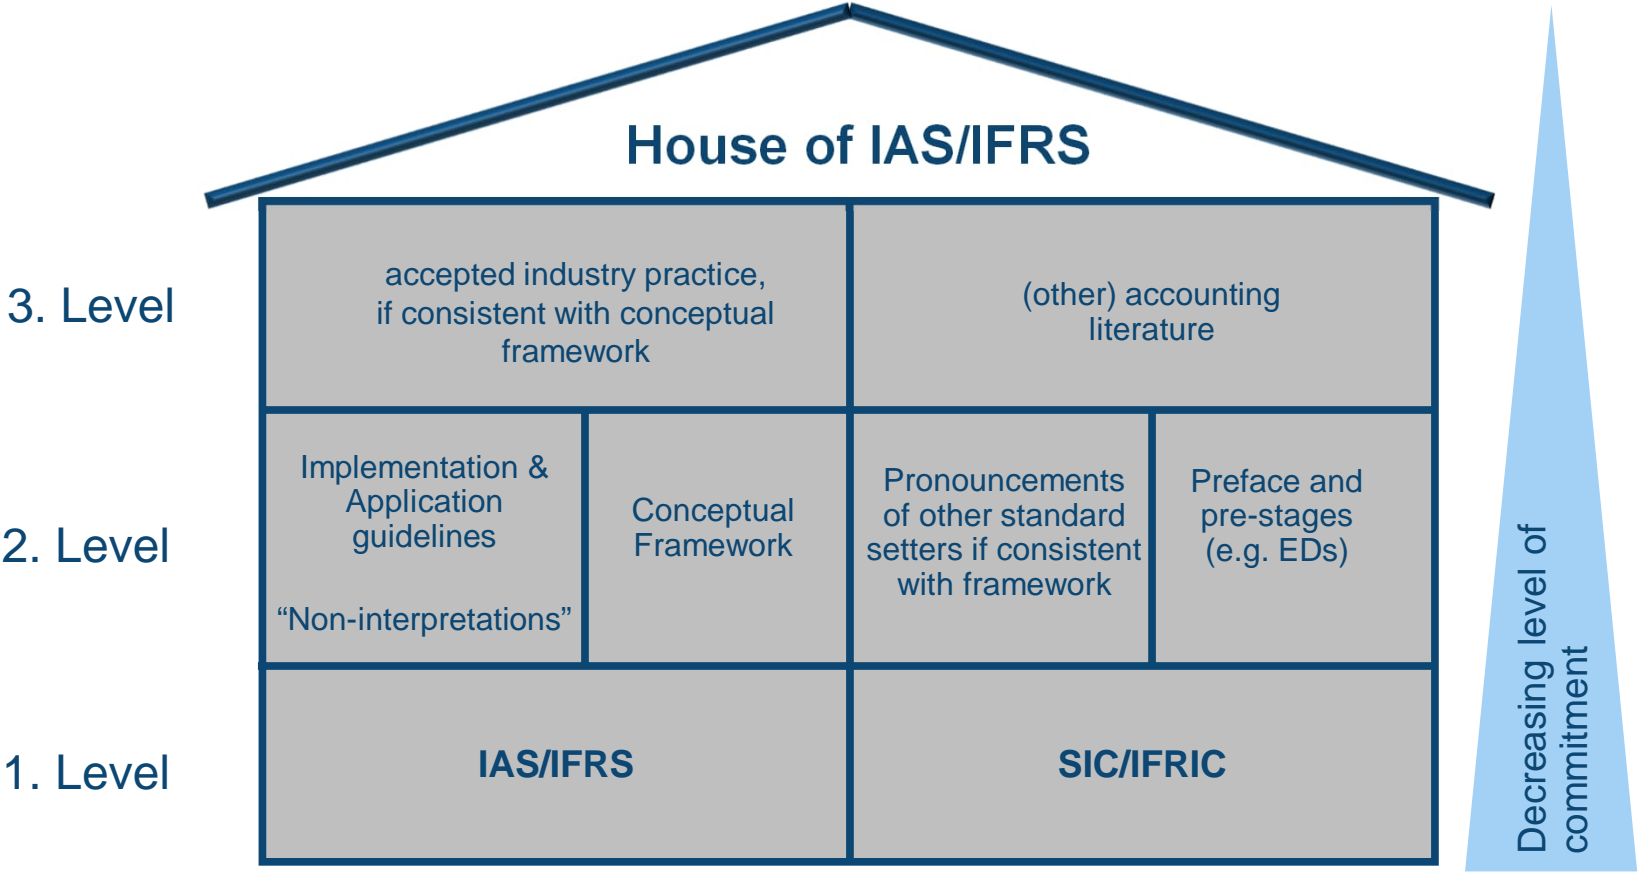 House of IAS/IFRS
3. Level
accepted industry practice,
if consistent with conceptual
framework
(other) accounting
literature
2. Level
Implementation &
Application
guidelines
“Non-interpretations”
Conceptual
Framework
Pronouncements
of other standard
setters if consistent
with framework
Preface and
pre-stages
(e.g. EDs)
1. Level
IAS/IFRS
SIC/IFRIC
Decreasing level of
commitment